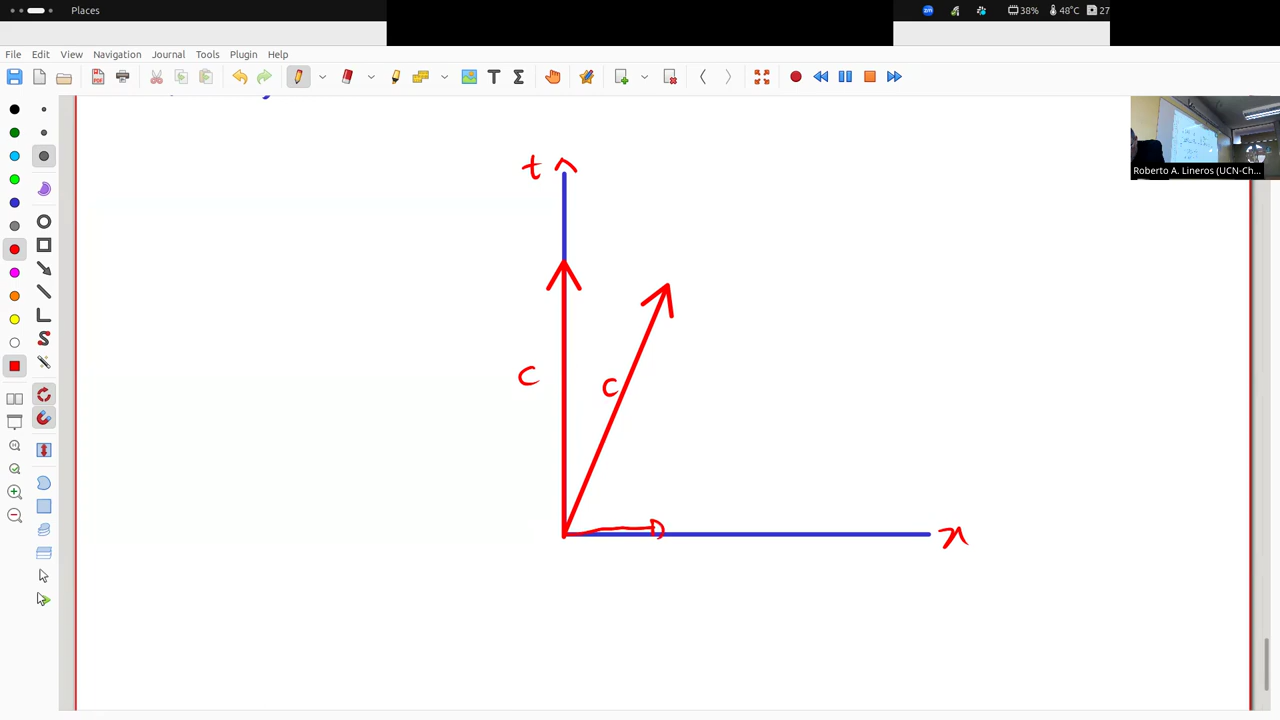 Places
38%
48°C
27
File Edit View Navigation Journal Tools Plugin Help
Roberto A. Lineros (UCN-Ch...
t
c
c
x